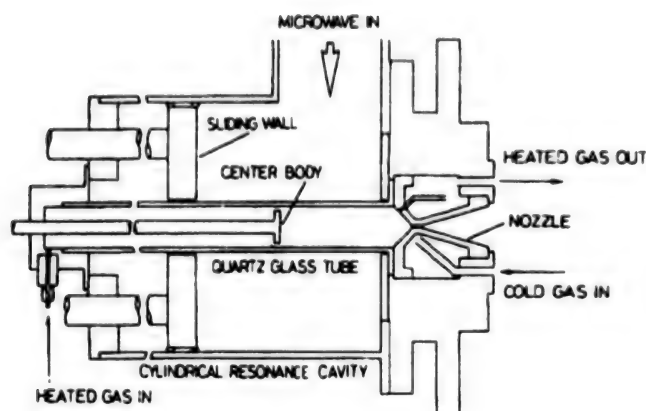 MICROWAVE IN
SLIDING WALL
CENTER BODY
HEATED GAS OUT
NOZZLE
QUARTZ GLASS TUBE
COLD GAS IN
CYLINDRICAL RESONANCE CAVITY
HEATED GAS IN